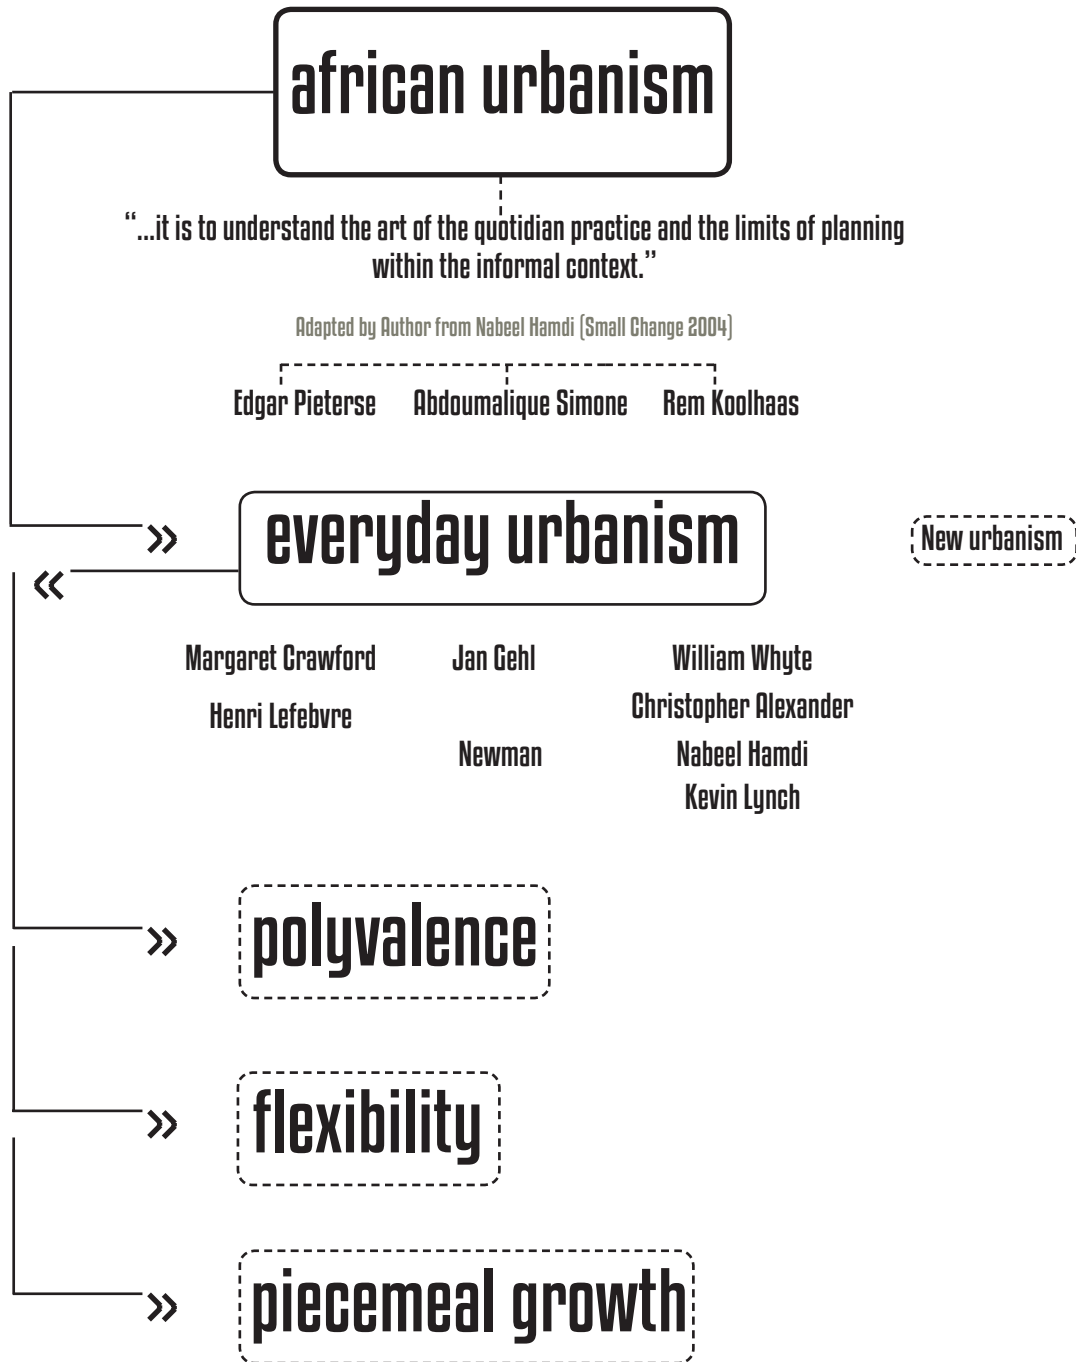 african urbanism
“...it is to understand the art of the quotidian practice and the limits of planning
within the informal context.”
Adapted by Author from Nabeel Hamdi (Small Change 2004)
Edgar Pieterse Abdoumalique Simone Rem Koolhaas
everyday urbanism
New urbanism
Margaret Crawford Jan Gehl William Whyte
Henri Lefebvre Christopher Alexander
Newman Nabeel Hamdi
Kevin Lynch
polyvalence
flexibility
piecemeal growth